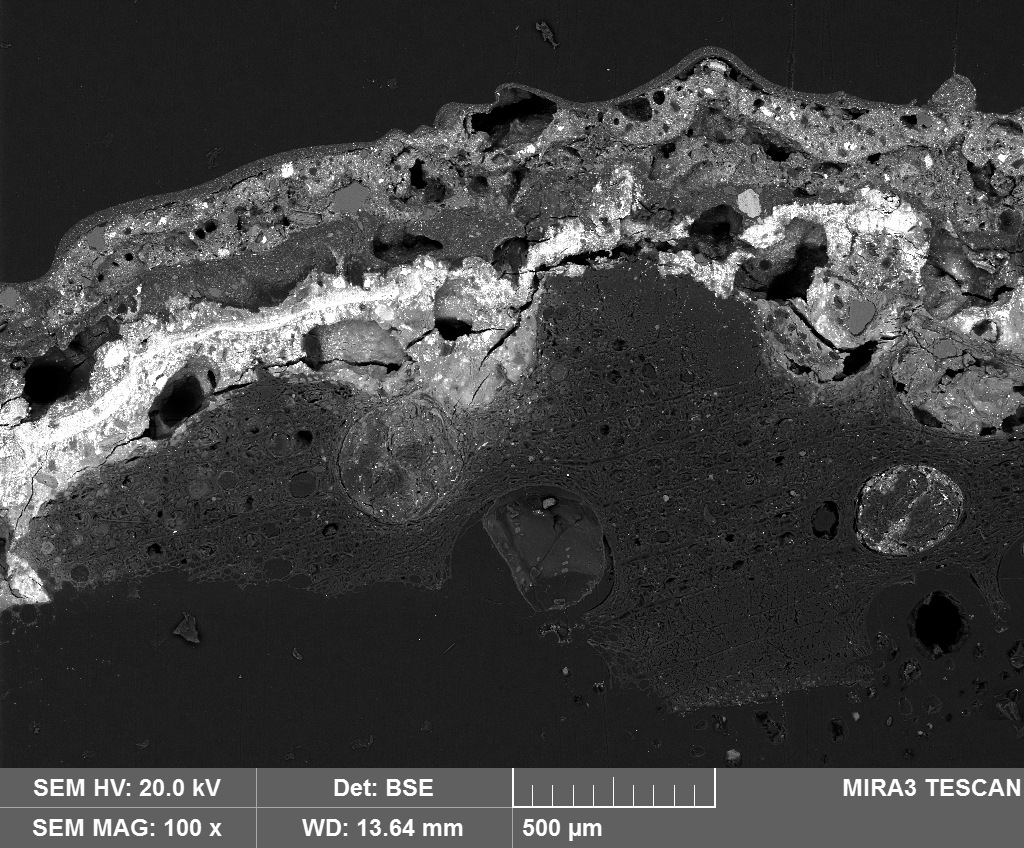 SEM HV: 20.0 kV Det: BSE MIRA3 TESCAN
SEM MAG: 100 x WD: 13.64 mm 500 µm